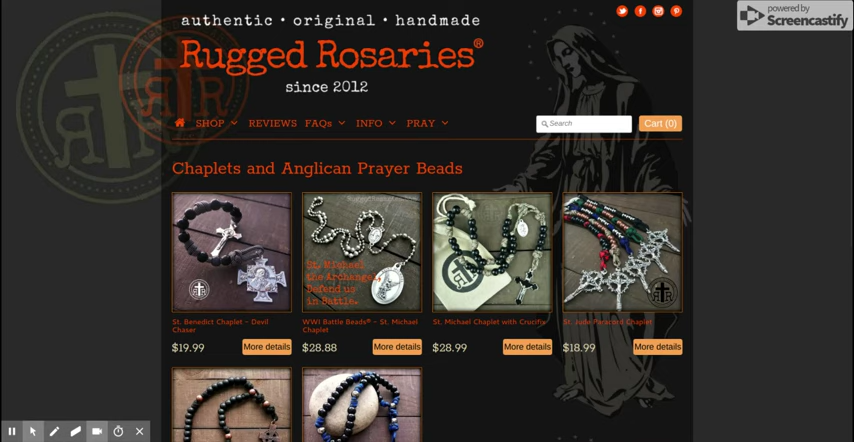 powered by
Screencastify
authentic • original • handmade
Rugged Rosaries®
since 2012
SHOP REVIEWS FAQs INFO PRAY
Search
Cart (0)
Chaplets and Anglican Prayer Beads
St. Michael
the Archangel,
Defend us
in Battle.
St. Benedict Chaplet - Devil
Chaser
$19.99
More details
WWI Battle Beads® - St. Michael
Chaplet
$28.88
More details
St. Michael Chaplet with Crucifix
$28.99
More details
St. Jude Paracord Chaplet
$18.99
More details